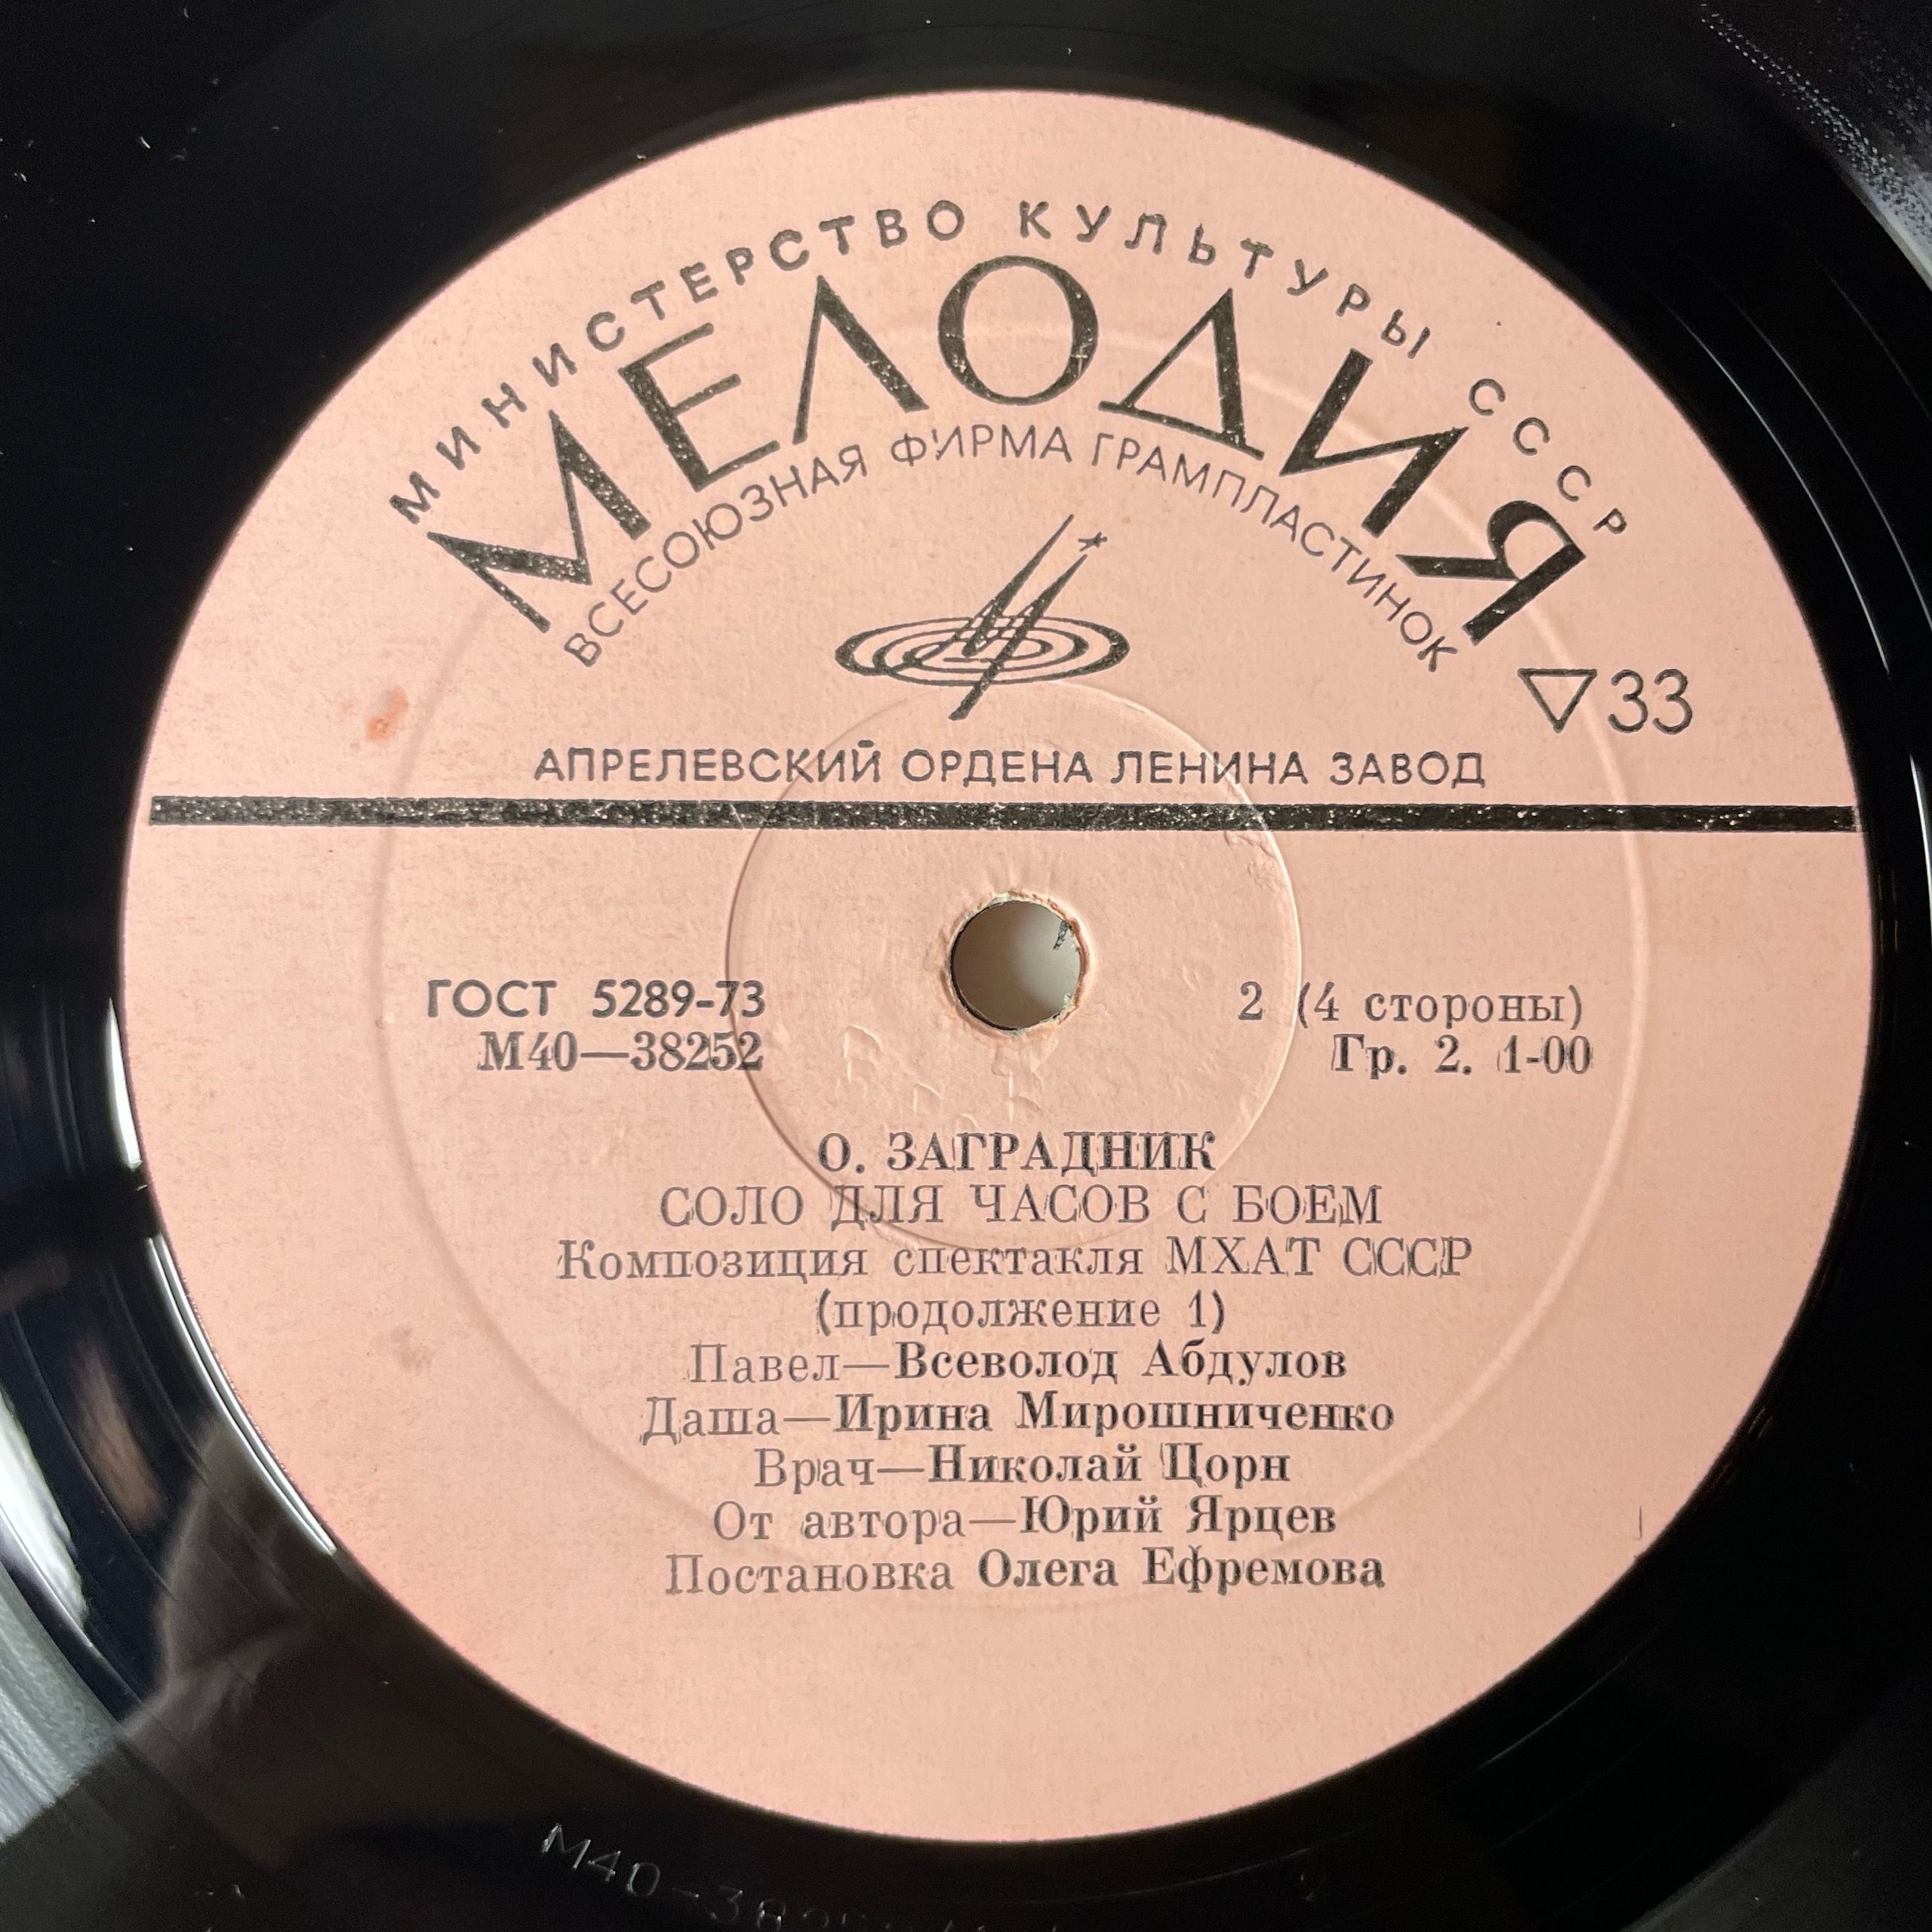 МИНИСТЕРСТВО КУЛЬТУРЫ СССР
МЕЛОДИЯ
ВСЕСОЮЗНАЯ ФИРМА ГРАМПЛАСТИНОК
33
АПРЕЛЕВСКИЙ ОРДЕНА ЛЕНИНА ЗАВОД
ГОСТ 5289-73
М40—38252
2 (4 стороны)
Гр. 2. 1-00
О. ЗАГРАДНИК
СОЛО ДЛЯ ЧАСОВ С БОЕМ
Композиция спектакля МХАТ СССР
(продолжение 1)
Павел—Всеволод Абдулов
Даша—Ирина Мирошниченко
Врач—Николай Цорн
От автора—Юрий Ярцев
Постановка Олега Ефремова